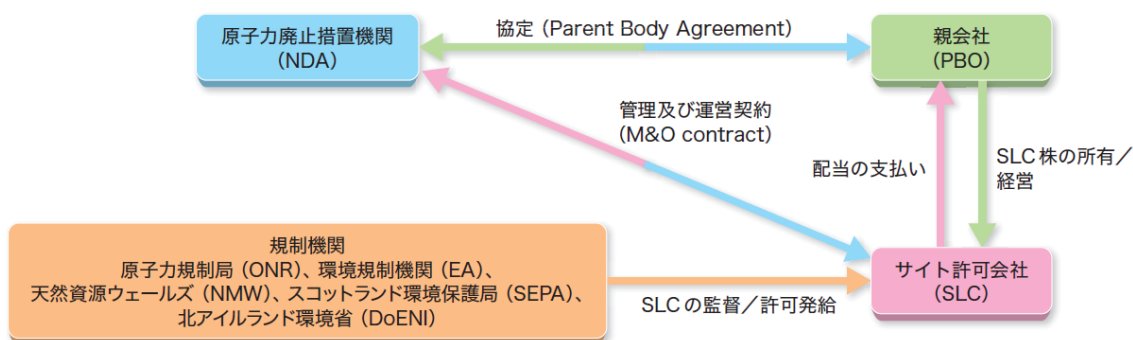 原子力廃止措置機関
(NDA)
協定 (Parent Body Agreement)
親会社
(PBO)
管理及び運営契約
(M&O contract)
配当の支払い
SLC 株の所有／
経営
規制機関
原子力規制局 (ONR)、環境規制機関 (EA)、
天然資源ウェールズ (NMW)、スコットランド環境保護局 (SEPA)、
北アイルランド環境省 (DoENI)
SLC の監督／許可発給
サイト許可会社
(SLC)